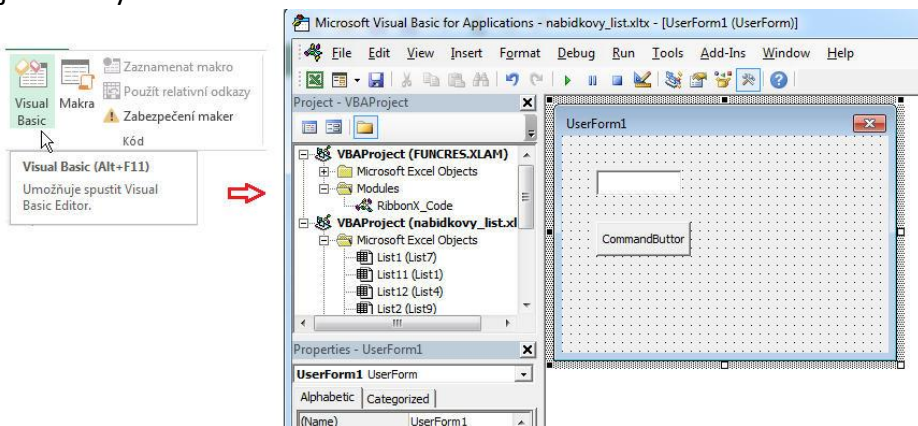 Microsoft Visual Basic for Applications - nabidkovy_list.xltx - [UserForm1 (UserForm)]
File Edit View Insert Format Debug Run Tools Add-Ins Window Help
Zaznamenat makro
Použít relativní odkazy
Zabezpečení maker
Visual Basic
Makra
Kód
Visual Basic (Alt+F11)
Umožňuje spustit Visual
Basic Editor.
Project - VBAProject
VBAProject (FUNCRES.XLAM)
Microsoft Excel Objects
Modules
RibbonX_Code
VBAProject (nabidkovy_list.xl
Microsoft Excel Objects
List1 (List7)
List11 (List1)
List12 (List4)
List2 (List9)
Properties - UserForm1
UserForm1 UserForm
Alphabetic Categorized
(Name) UserForm1
UserForm1
CommandButtor